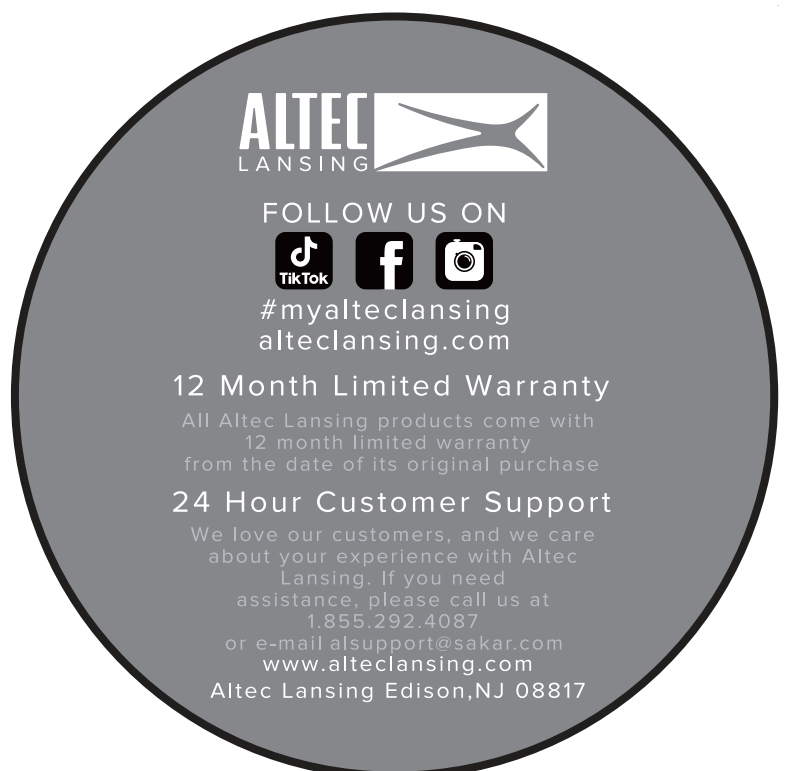 ALTEC
LANSING
FOLLOW US ON
TikTok
#myalteclansing
alteclansing.com
12 Month Limited Warranty
All Altec Lansing products come with
12 month limited warranty
from the date of its original purchase
24 Hour Customer Support
We love our customers, and we care
about your experience with Altec
Lansing. If you need
assistance, please call us at
1.855.292.4087
or e-mail alsupport@sakar.com
www.alteclansing.com
Altec Lansing Edison,NJ 08817